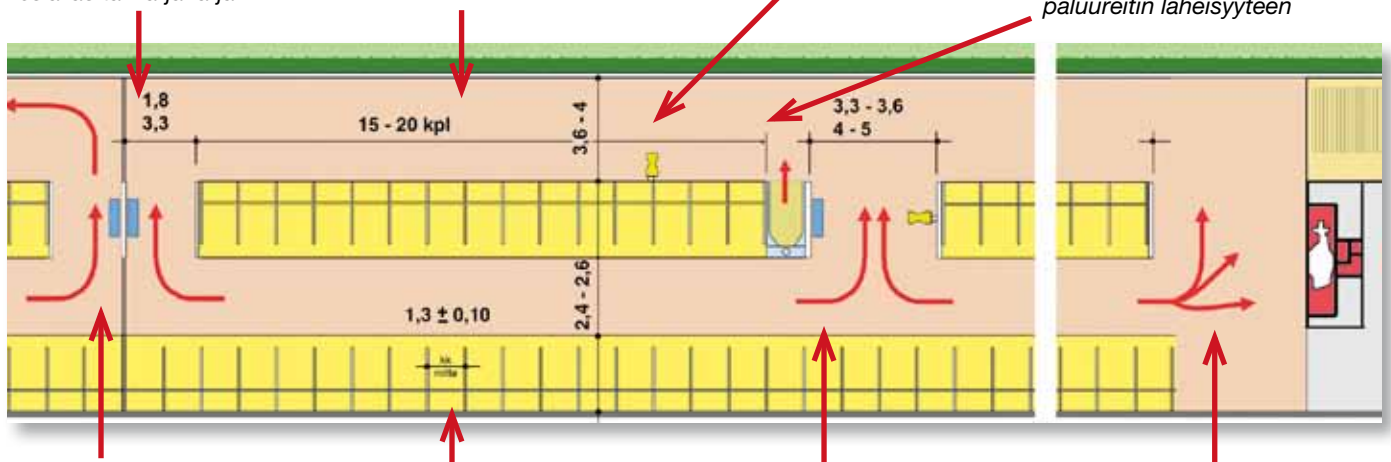 paluureitin läheisyyteen
1,8
3,3
15 - 20 kpl
3,6 - 4
3,3 - 3,6
4 - 5
2,4 - 2,6
1,3 ± 0,10